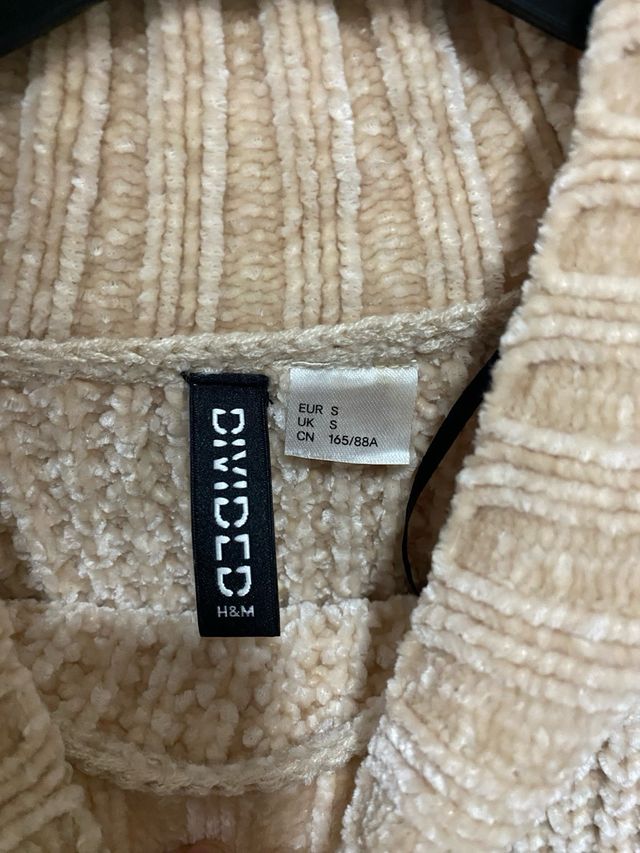 DIVIDED
H&M
EUR S
UK S
CN 165/88A